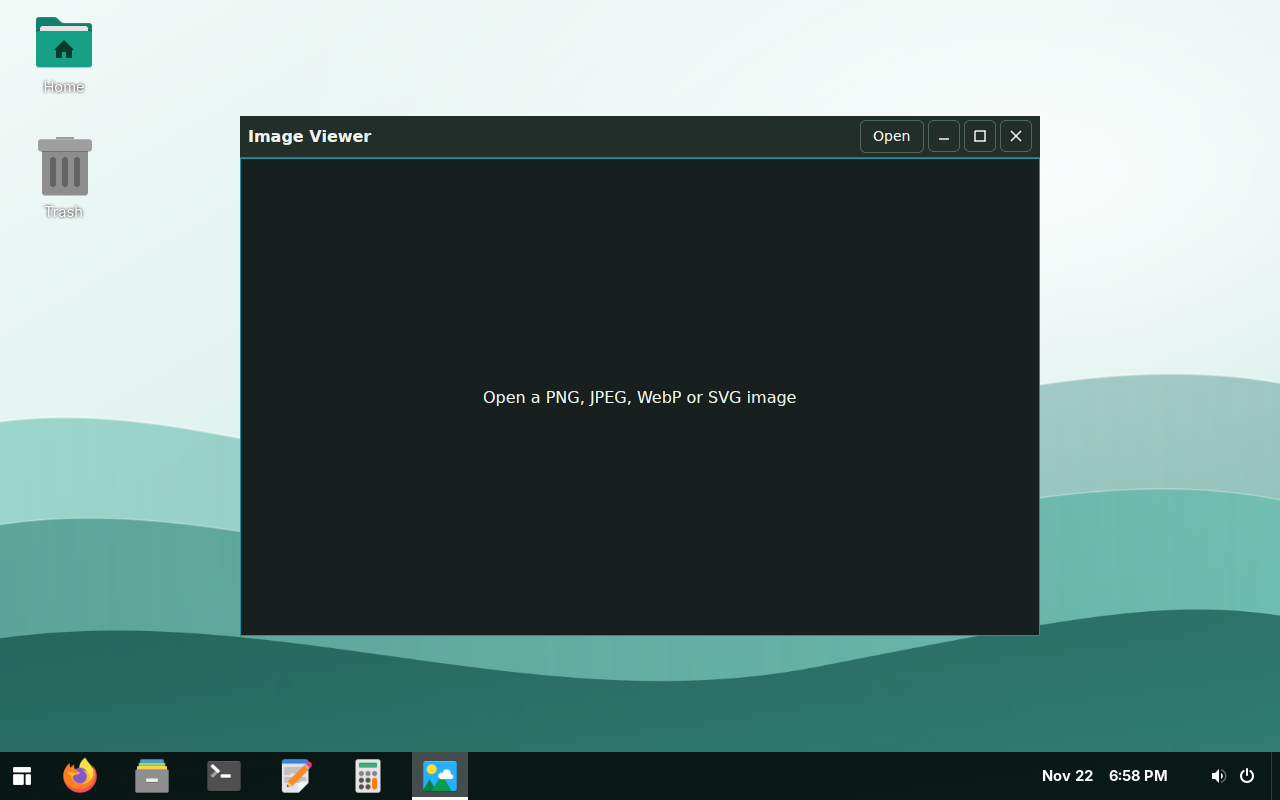 Home
Trash
Image Viewer
Open
Open a PNG, JPEG, WebP or SVG image
Nov 22 6:58 PM